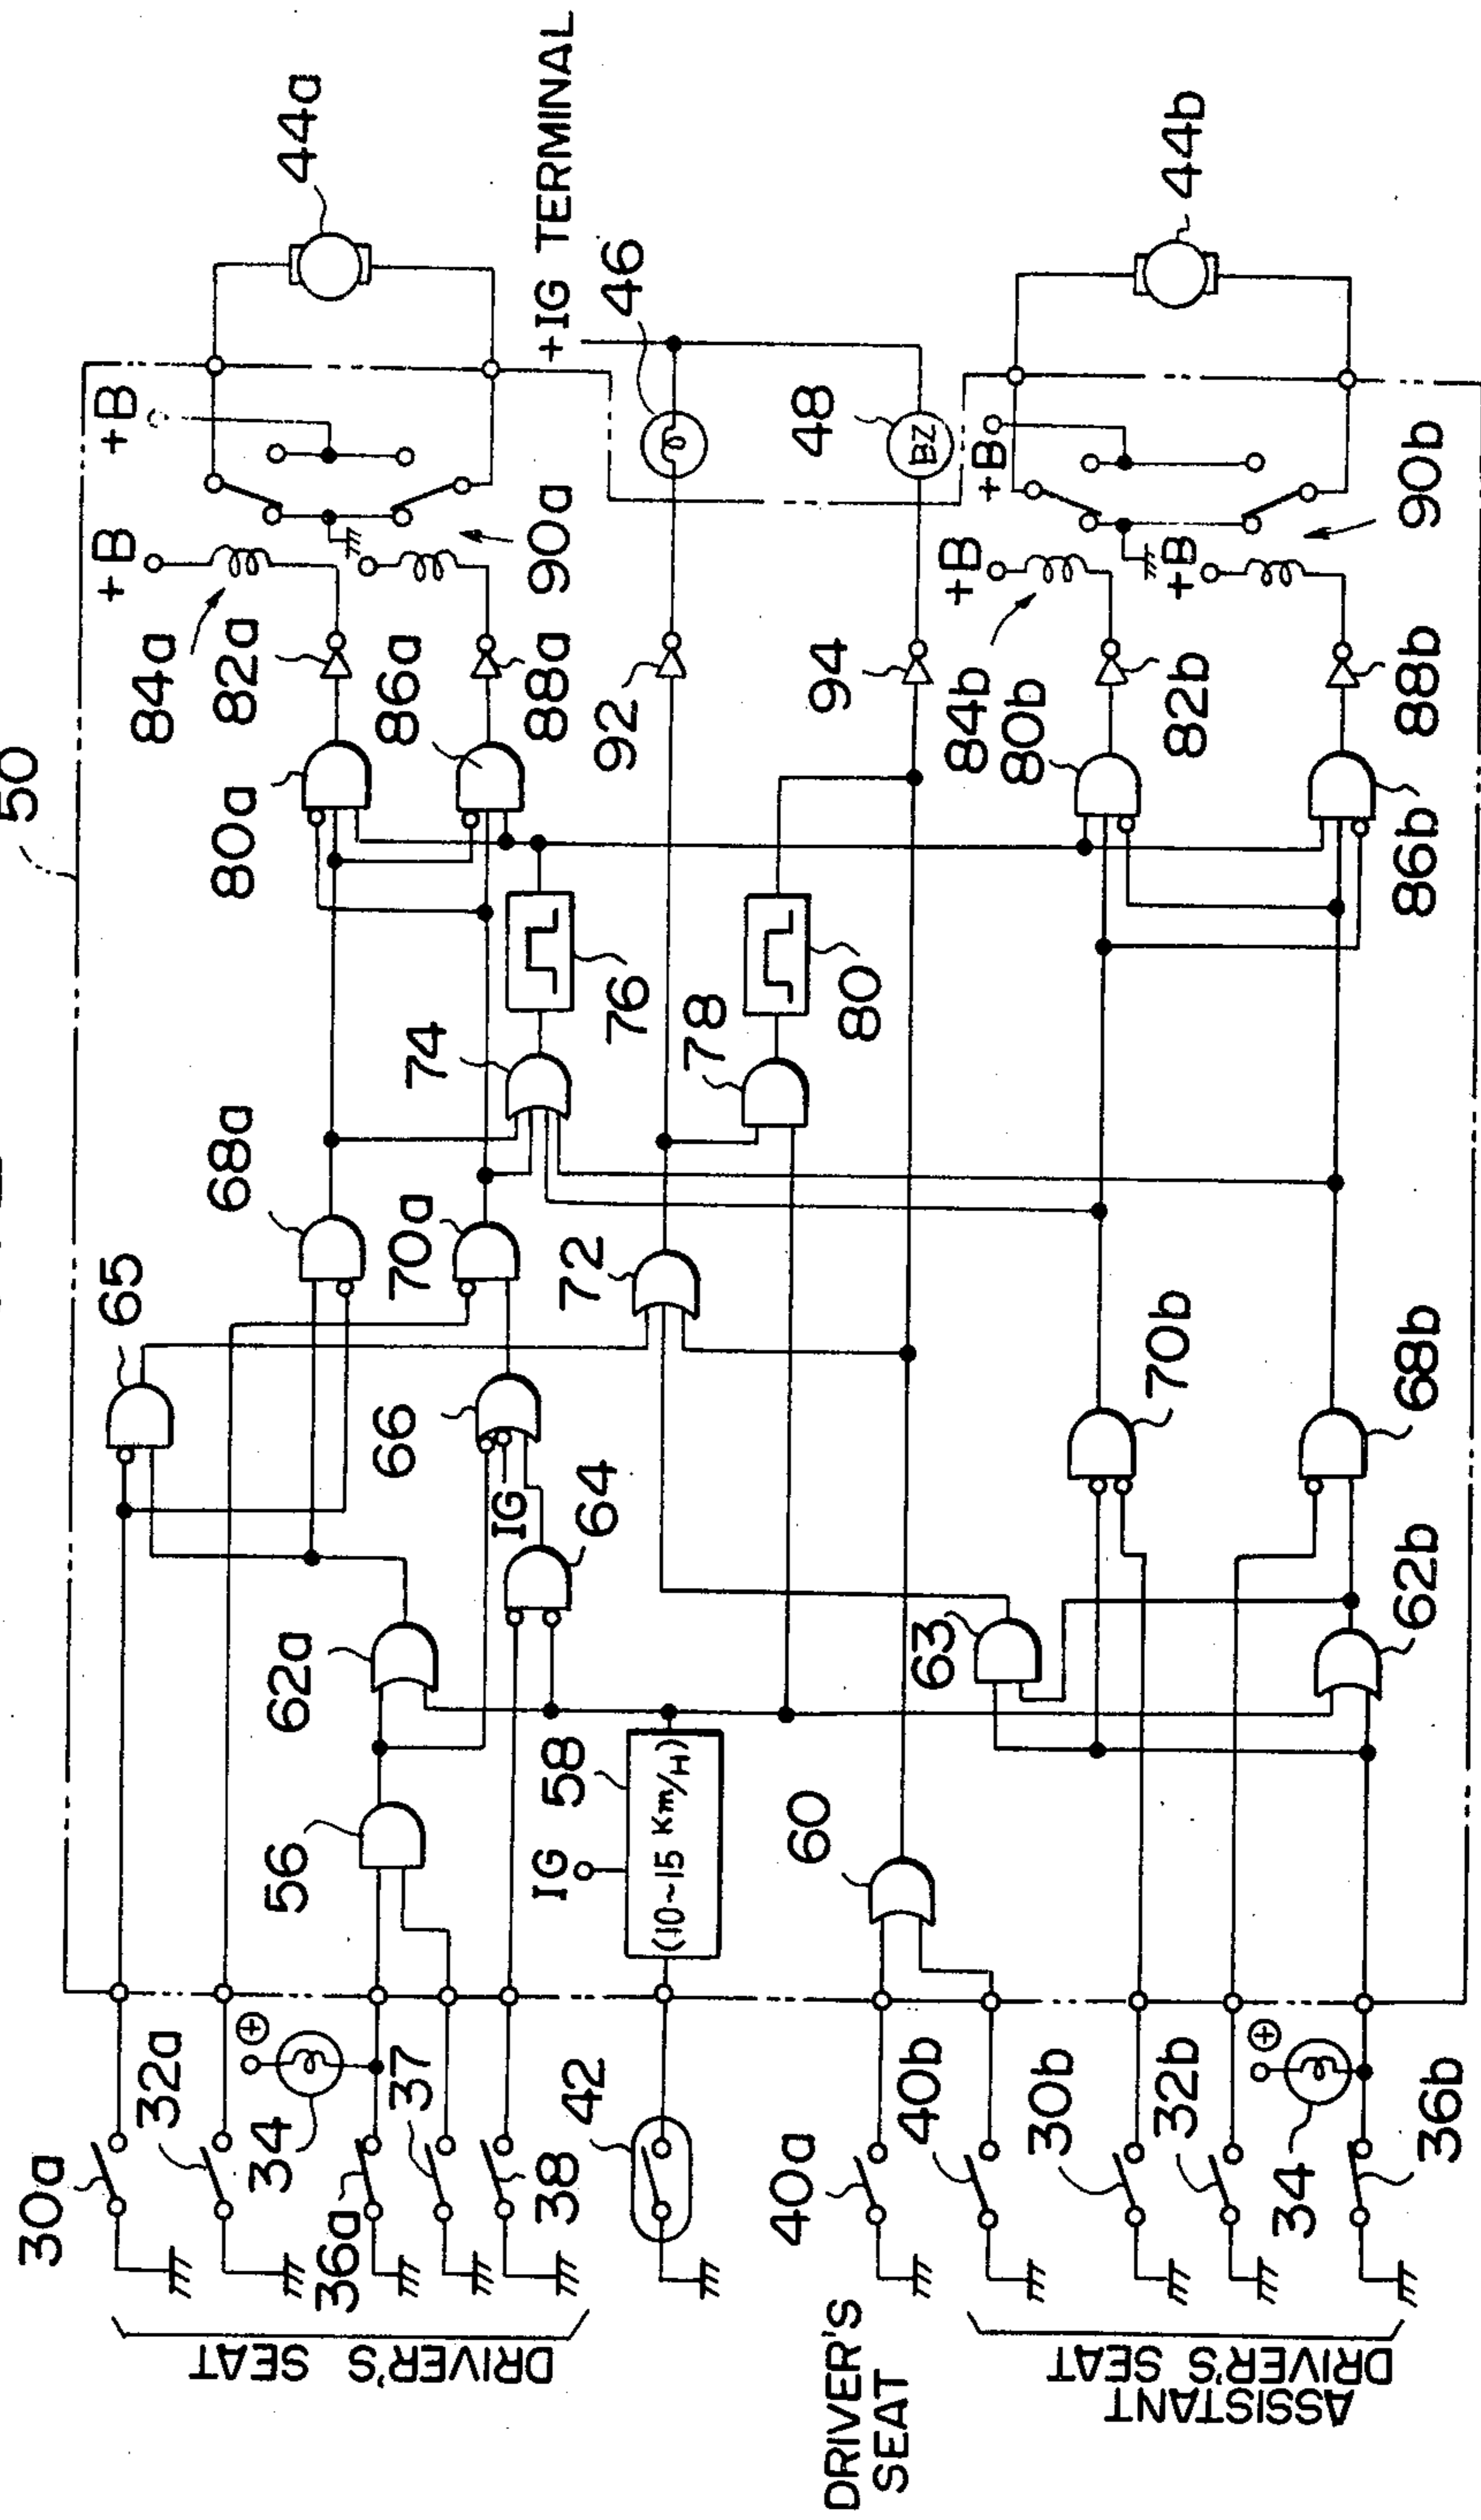 50
30a
32a
34
36a
37
38
42
40a
40b
30b
32b
34
36b
DRIVER'S SEAT
DRIVER'S
SEAT
ASSISTANT
DRIVER'S SEAT
56
IG
58
(10~15 Km/H)
60
62a
63
62b
64
IG
65
66
68a
70a
72
70b
68b
74
76
78
80
80a
82a
84a
86a
88a
90a
+B
+B
92
94
84b
80b
82b
86b
88b
90b
+B
+B
+B
BZ
46
48
+IG TERMINAL
44a
44b